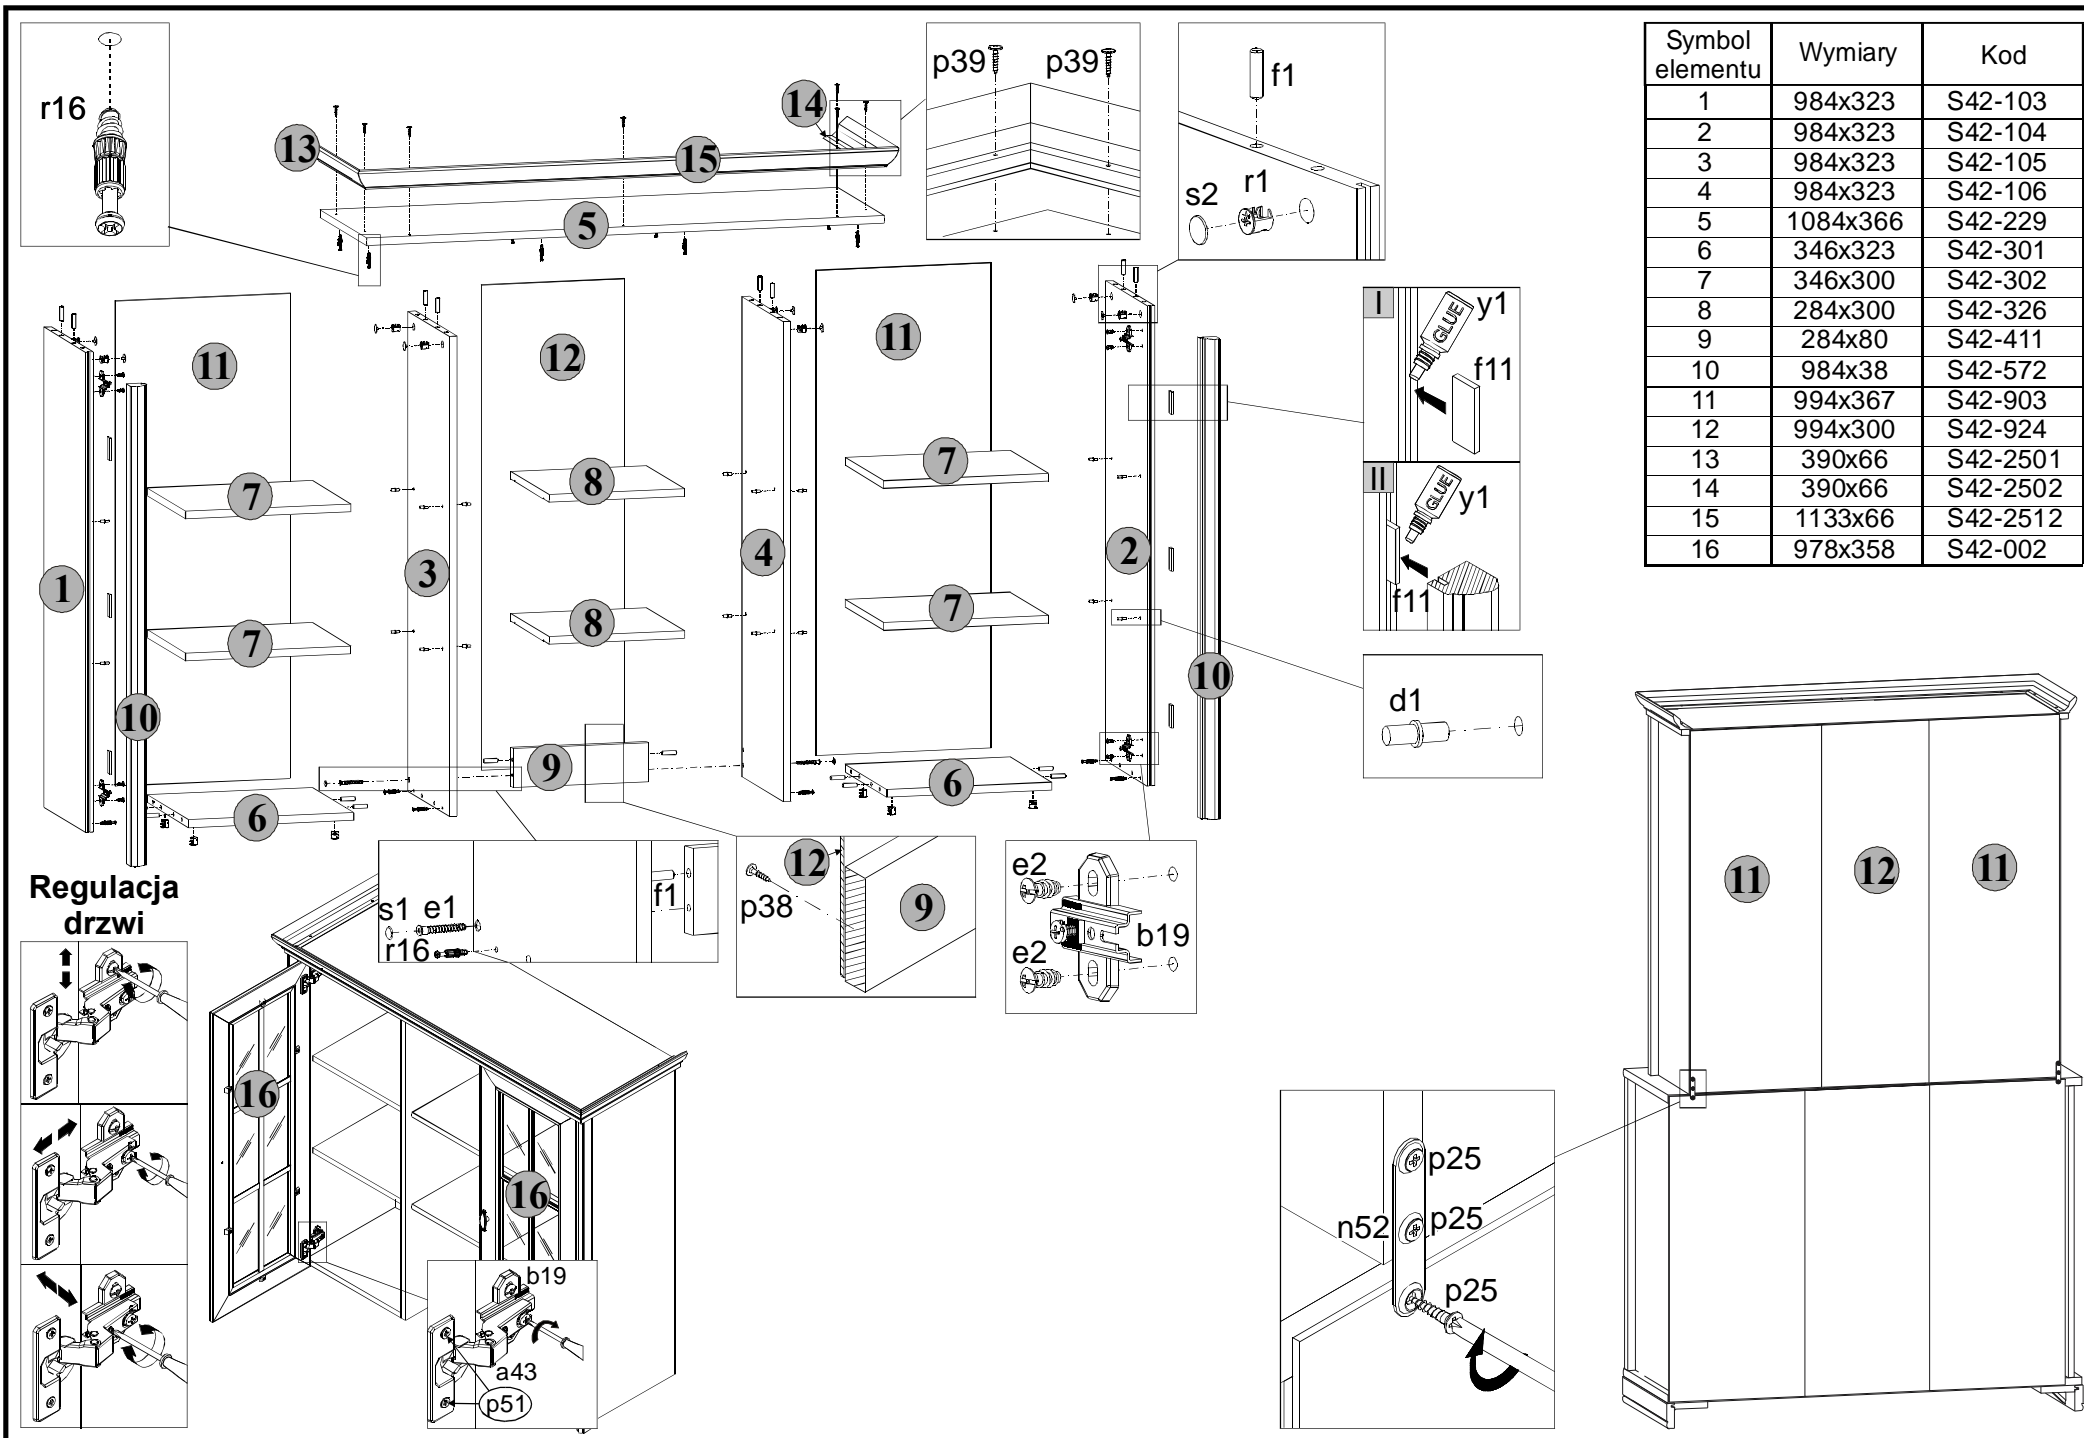 r16
p39 p39
f1
s2 r1
14
13
15
5
Symbol elementu Wymiary Kod
1 984x323 S42-103
2 984x323 S42-104
3 984x323 S42-105
4 984x323 S42-106
5 1084x366 S42-229
6 346x323 S42-301
7 346x300 S42-302
8 284x300 S42-326
9 284x80 S42-411
10 984x38 S42-572
11 994x367 S42-903
12 994x300 S42-924
13 390x66 S42-2501
14 390x66 S42-2502
15 1133x66 S42-2512
16 978x358 S42-002
11 12 11
7 8 7
1 3 4 2
7 8 7
10 10
9
6 6
I
GLUE y1
f11
II
GLUE y1
f11
d1
s1 e1 f1
r16
12
p38 9
e2
b19
e2
Regulacja
drzwi
16
16
b19
a43
p51
11 12 11
p25
n52 p25
p25